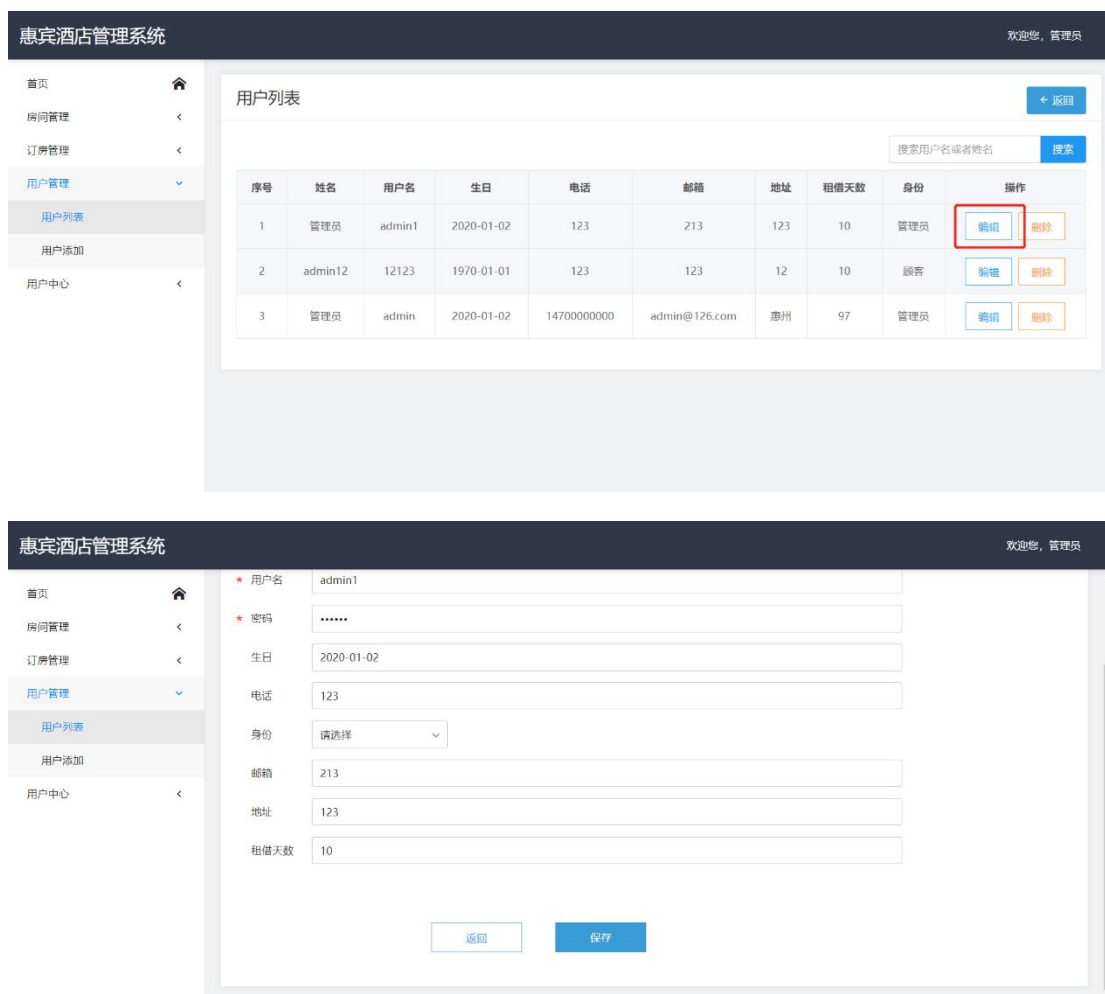 惠宾酒店管理系统 欢迎您，管理员
首页
房间管理
订房管理
用户管理
用户列表
用户添加
用户中心
用户列表 返回
搜索用户名或者姓名 搜索
序号 姓名 用户名 生日 电话 邮箱 地址 租借天数 身份 操作
1 管理员 admin1 2020-01-02 123 213 123 10 管理员 编辑 删除
2 admin12 12123 1970-01-01 123 123 12 10 顾客 编辑 删除
3 管理员 admin 2020-01-02 14700000000 admin@126.com 惠州 97 管理员 编辑 删除
惠宾酒店管理系统 欢迎您，管理员
首页
房间管理
订房管理
用户管理
用户列表
用户添加
用户中心
* 用户名 admin1
* 密码 ••••••
生日 2020-01-02
电话 123
身份 请选择
邮箱 213
地址 123
租借天数 10
返回 保存